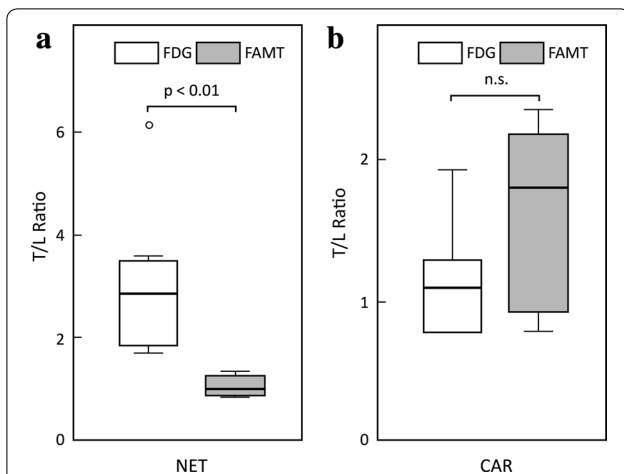 a
FDG FAMT
p < 0.01
6
4
2
0
T/L Ratio
NET
b
FDG FAMT
n.s.
2
1
0
T/L Ratio
CAR